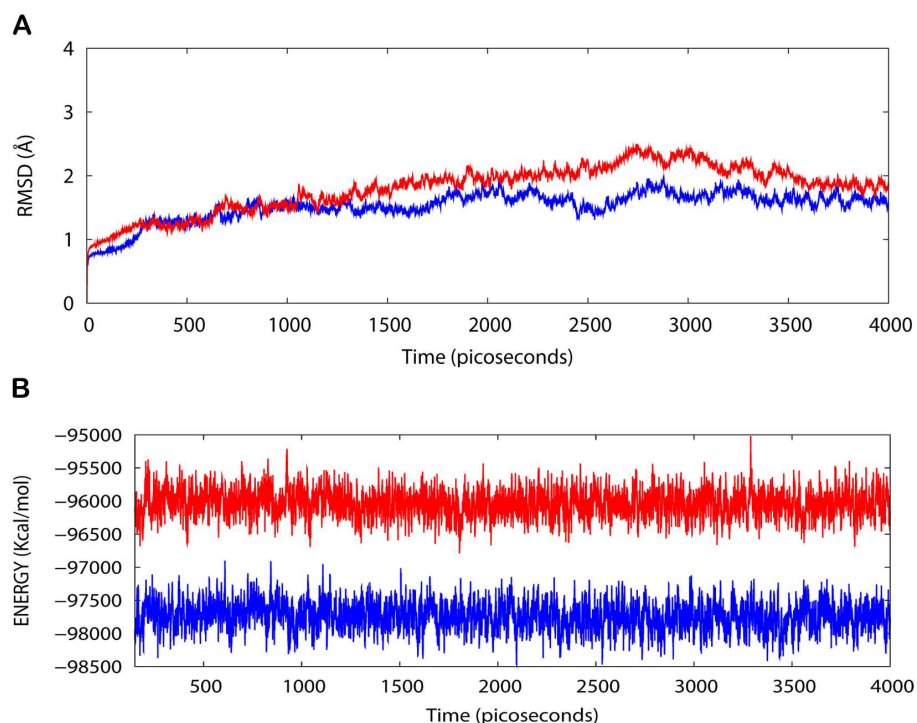 A
4
3
2
1
0
RMSD (Å)
0 500 1000 1500 2000 2500 3000 3500 4000
Time (picoseconds)
B
−95000
−95500
−96000
−96500
−97000
−97500
−98000
−98500
ENERGY (Kcal/mol)
500 1000 1500 2000 2500 3000 3500 4000
Time (picoseconds)